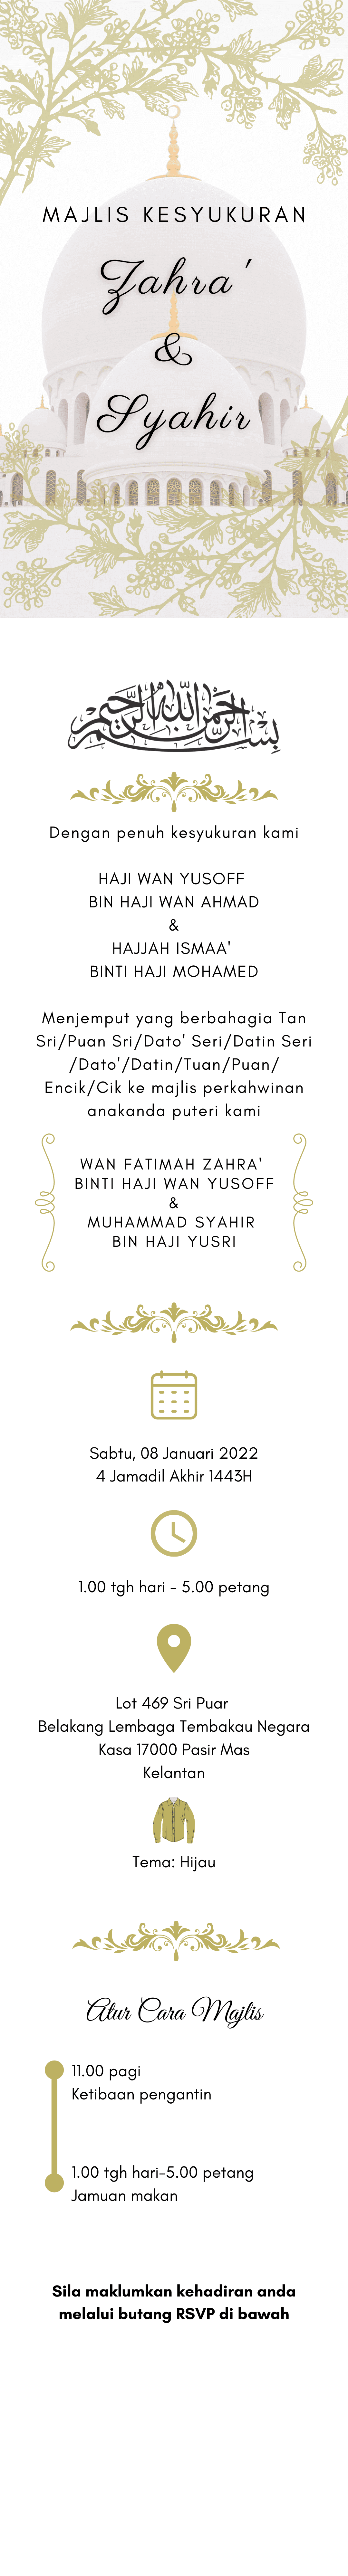 MAJLIS KESYUKURAN
Zahra'
&
Syahir
بسم الله الرحمن الرحيم
Dengan penuh kesyukuran kami
HAJI WAN YUSOFF
BIN HAJI WAN AHMAD
&
HAJJAH ISMAA'
BINTI HAJI MOHAMED
Menjemput yang berbahagia Tan
Sri/Puan Sri/Dato' Seri/Datin Seri
/Dato'/Datin/Tuan/Puan/
Encik/Cik ke majlis perkahwinan
anakanda puteri kami
WAN FATIMAH ZAHRA'
BINTI HAJI WAN YUSOFF
&
MUHAMMAD SYAHIR
BIN HAJI YUSRI
Sabtu, 08 Januari 2022
4 Jamadil Akhir 1443H
1.00 tgh hari - 5.00 petang
Lot 469 Sri Puar
Belakang Lembaga Tembakau Negara
Kasa 17000 Pasir Mas
Kelantan
Tema: Hijau
Atur Cara Majlis
11.00 pagi
Ketibaan pengantin
1.00 tgh hari-5.00 petang
Jamuan makan
Sila maklumkan kehadiran anda
melalui butang RSVP di bawah